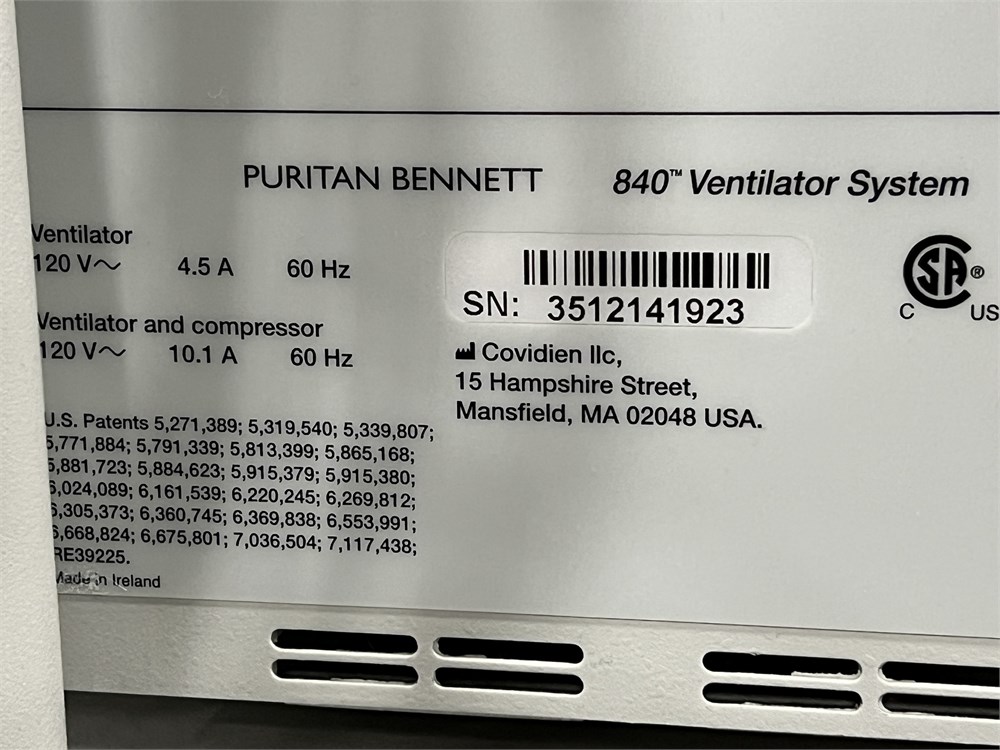 PURITAN BENNETT 840™ Ventilator System
Ventilator
120 V~ 4.5 A 60 Hz
SN: 3512141923
SA®
C US
Ventilator and compressor
120 V~ 10.1 A 60 Hz
Covidien llc,
15 Hampshire Street,
Mansfield, MA 02048 USA.
U.S. Patents 5,271,389; 5,319,540; 5,339,807;
5,771,884; 5,791,339; 5,813,399; 5,865,168;
5,881,723; 5,884,623; 5,915,379; 5,915,380;
6,024,089; 6,161,539; 6,220,245; 6,269,812;
6,305,373; 6,360,745; 6,369,838; 6,553,991;
6,668,824; 6,675,801; 7,036,504; 7,117,438;
RE39225.
Made in Ireland